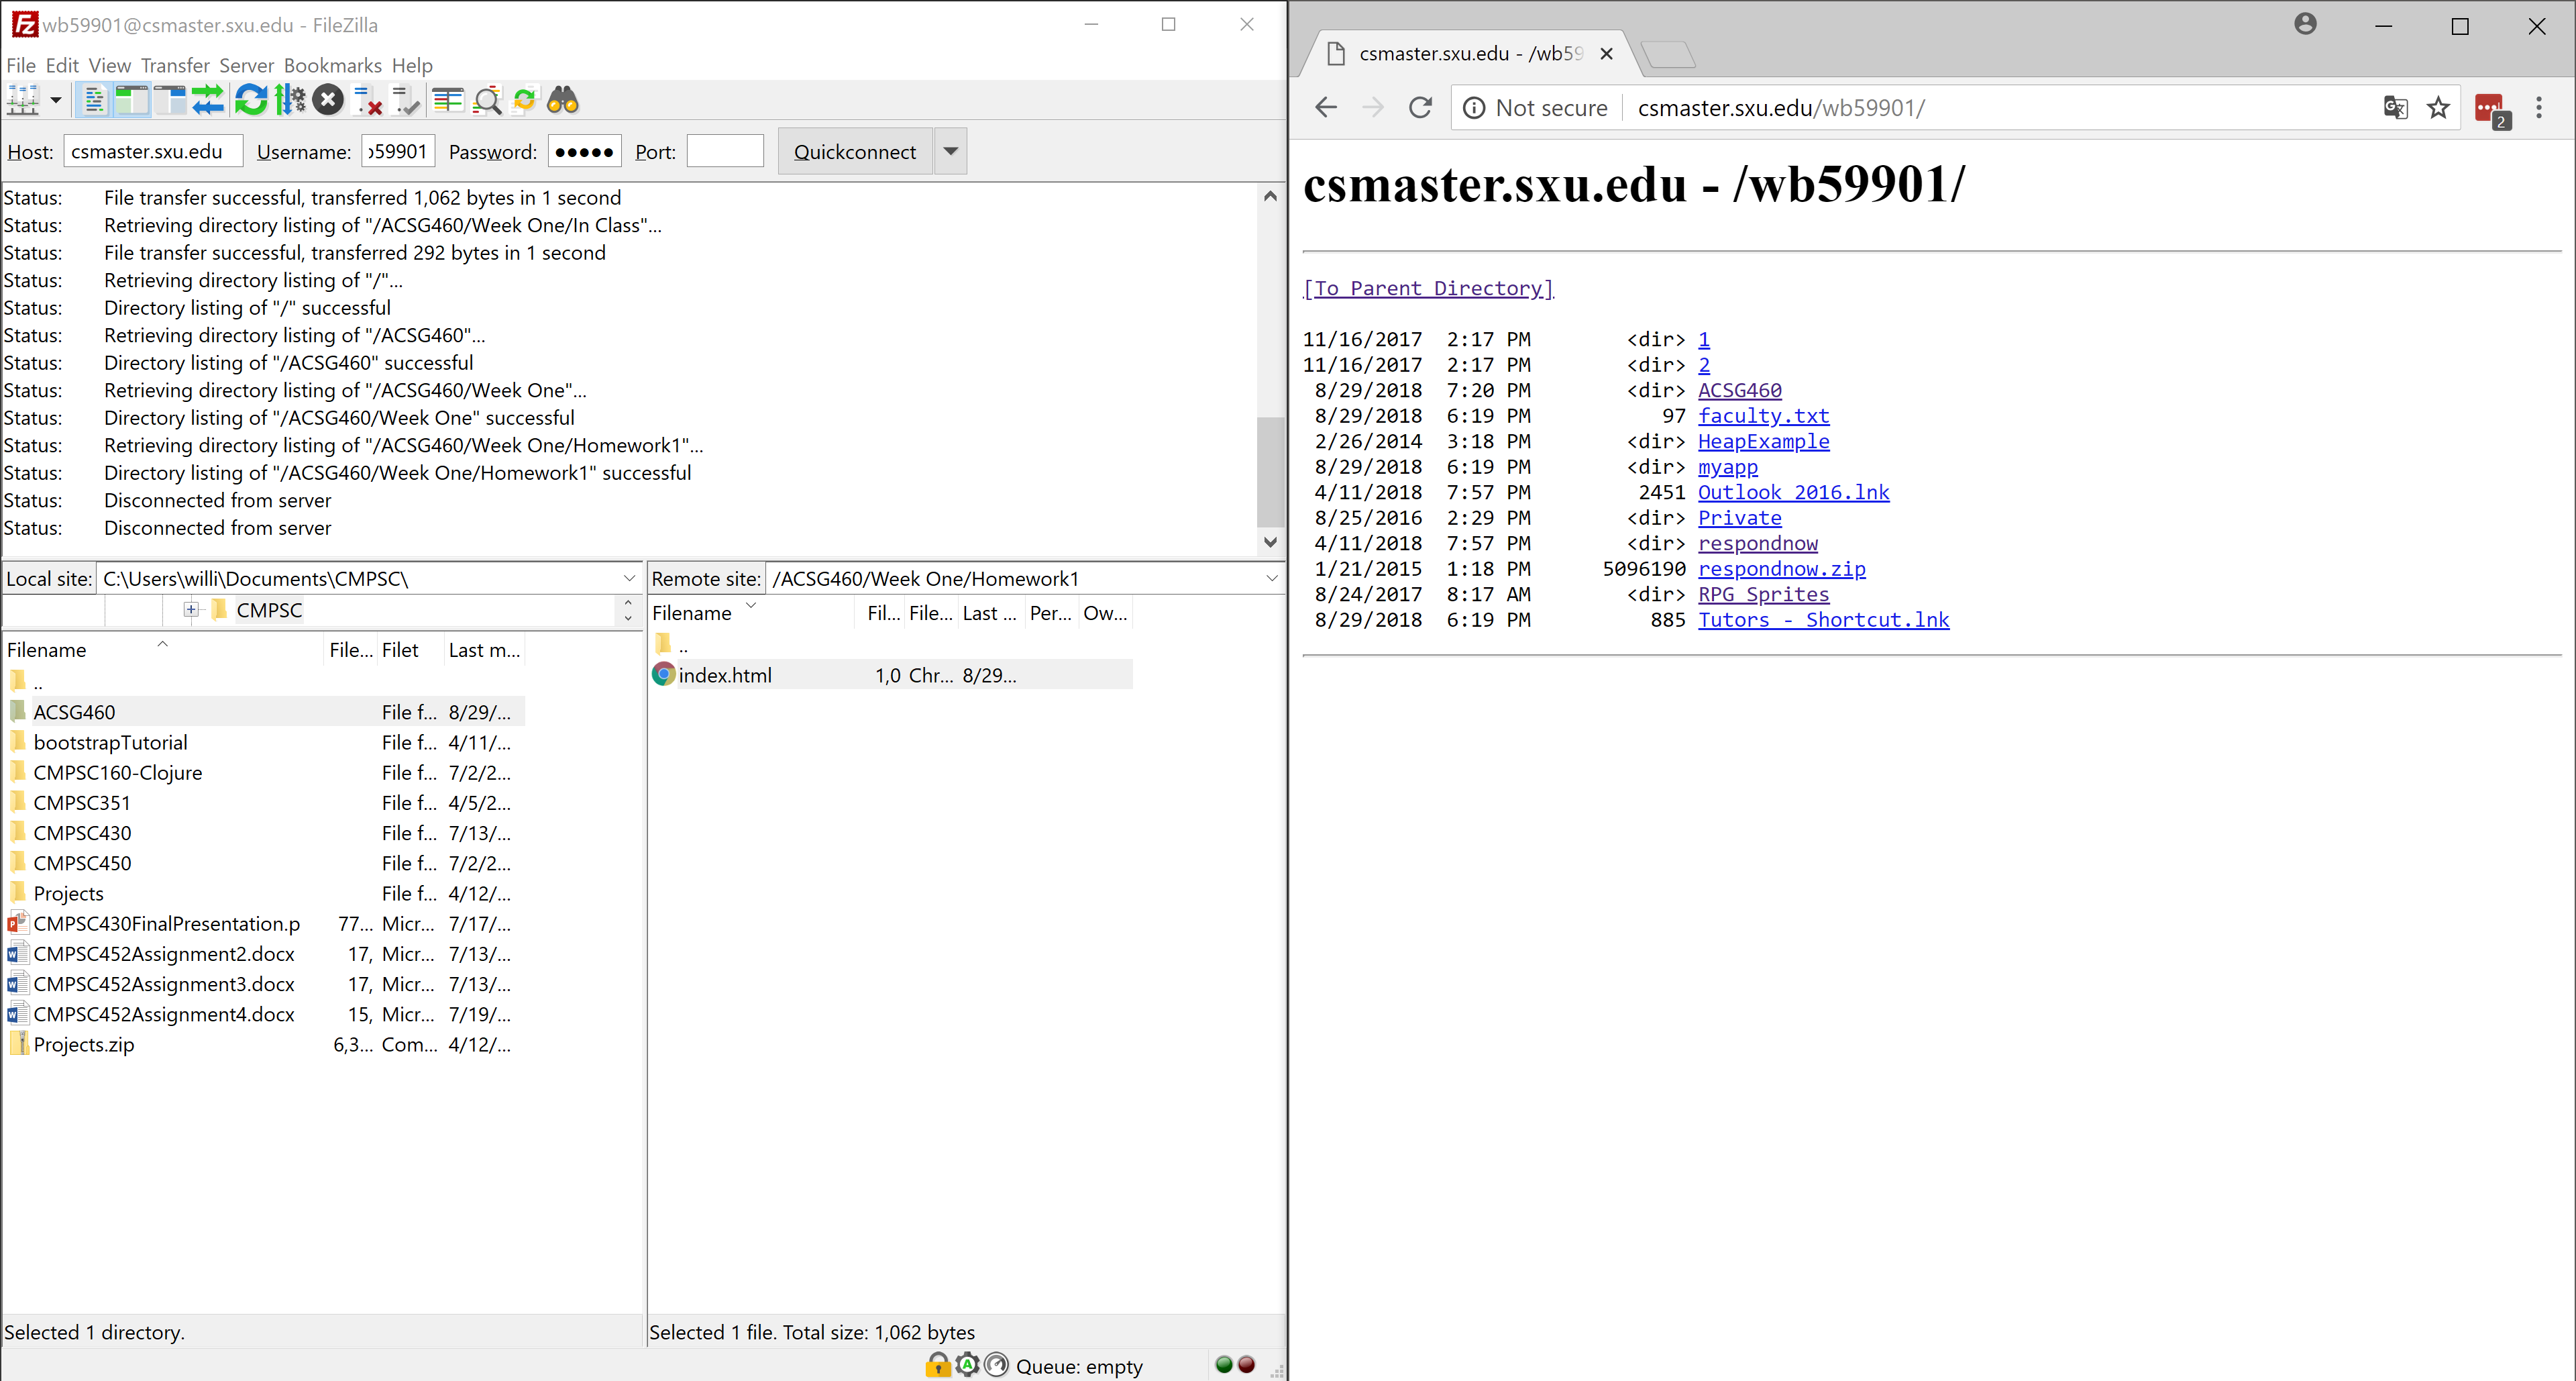 wb59901@csmaster.sxu.edu - FileZilla
File Edit View Transfer Server Bookmarks Help
Host: csmaster.sxu.edu Username: b59901 Password: ●●●●● Port: Quickconnect
Status: File transfer successful, transferred 1,062 bytes in 1 second
Status: Retrieving directory listing of "/ACSG460/Week One/In Class"...
Status: File transfer successful, transferred 292 bytes in 1 second
Status: Retrieving directory listing of "/"...
Status: Directory listing of "/" successful
Status: Retrieving directory listing of "/ACSG460"...
Status: Directory listing of "/ACSG460" successful
Status: Retrieving directory listing of "/ACSG460/Week One"...
Status: Directory listing of "/ACSG460/Week One" successful
Status: Retrieving directory listing of "/ACSG460/Week One/Homework1"...
Status: Directory listing of "/ACSG460/Week One/Homework1" successful
Status: Disconnected from server
Status: Disconnected from server
Local site: C:\Users\willi\Documents\CMPSC\
CMPSC
Filename File... Filet Last m...
..
ACSG460 File f... 8/29/...
bootstrapTutorial File f... 4/11/...
CMPSC160-Clojure File f... 7/2/2...
CMPSC351 File f... 4/5/2...
CMPSC430 File f... 7/13/...
CMPSC450 File f... 7/2/2...
Projects File f... 4/12/...
CMPSC430FinalPresentation.p 77... Micr... 7/17/...
CMPSC452Assignment2.docx 17, Micr... 7/13/...
CMPSC452Assignment3.docx 17, Micr... 7/13/...
CMPSC452Assignment4.docx 15, Micr... 7/19/...
Projects.zip 6,3... Com... 4/12/...
Selected 1 directory.
Remote site: /ACSG460/Week One/Homework1
Filename Fil... File... Last ... Per... Ow...
..
index.html 1,0 Chr... 8/29...
Selected 1 file. Total size: 1,062 bytes
Queue: empty
csmaster.sxu.edu - /wb59
Not secure csmaster.sxu.edu/wb59901/
2
csmaster.sxu.edu - /wb59901/
[To Parent Directory]
11/16/2017 2:17 PM <dir> 1
11/16/2017 2:17 PM <dir> 2
8/29/2018 7:20 PM <dir> ACSG460
8/29/2018 6:19 PM 97 faculty.txt
2/26/2014 3:18 PM <dir> HeapExample
8/29/2018 6:19 PM <dir> myapp
4/11/2018 7:57 PM 2451 Outlook 2016.lnk
8/25/2016 2:29 PM <dir> Private
4/11/2018 7:57 PM <dir> respondnow
1/21/2015 1:18 PM 5096190 respondnow.zip
8/24/2017 8:17 AM <dir> RPG Sprites
8/29/2018 6:19 PM 885 Tutors - Shortcut.lnk